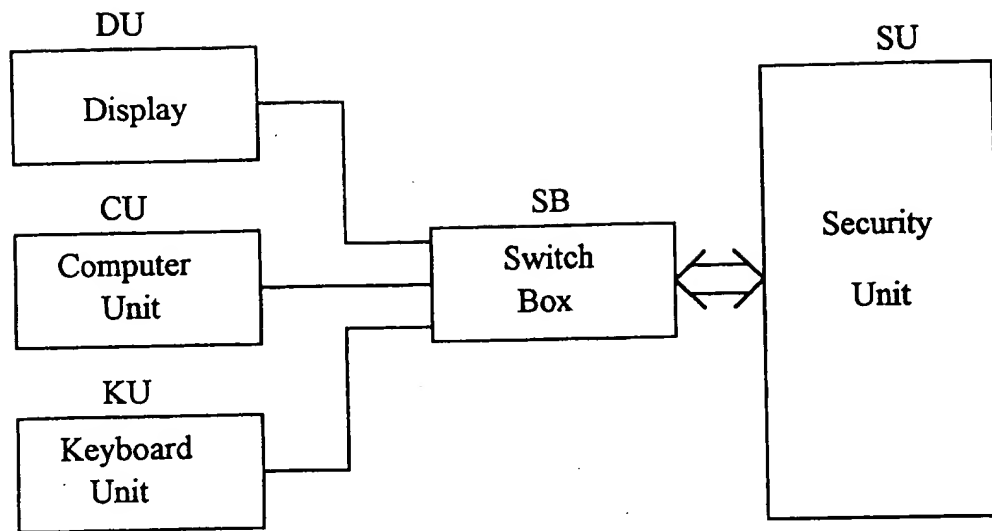 DU
Display
CU
Computer
Unit
KU
Keyboard
Unit
SB
Switch
Box
SU
Security
Unit